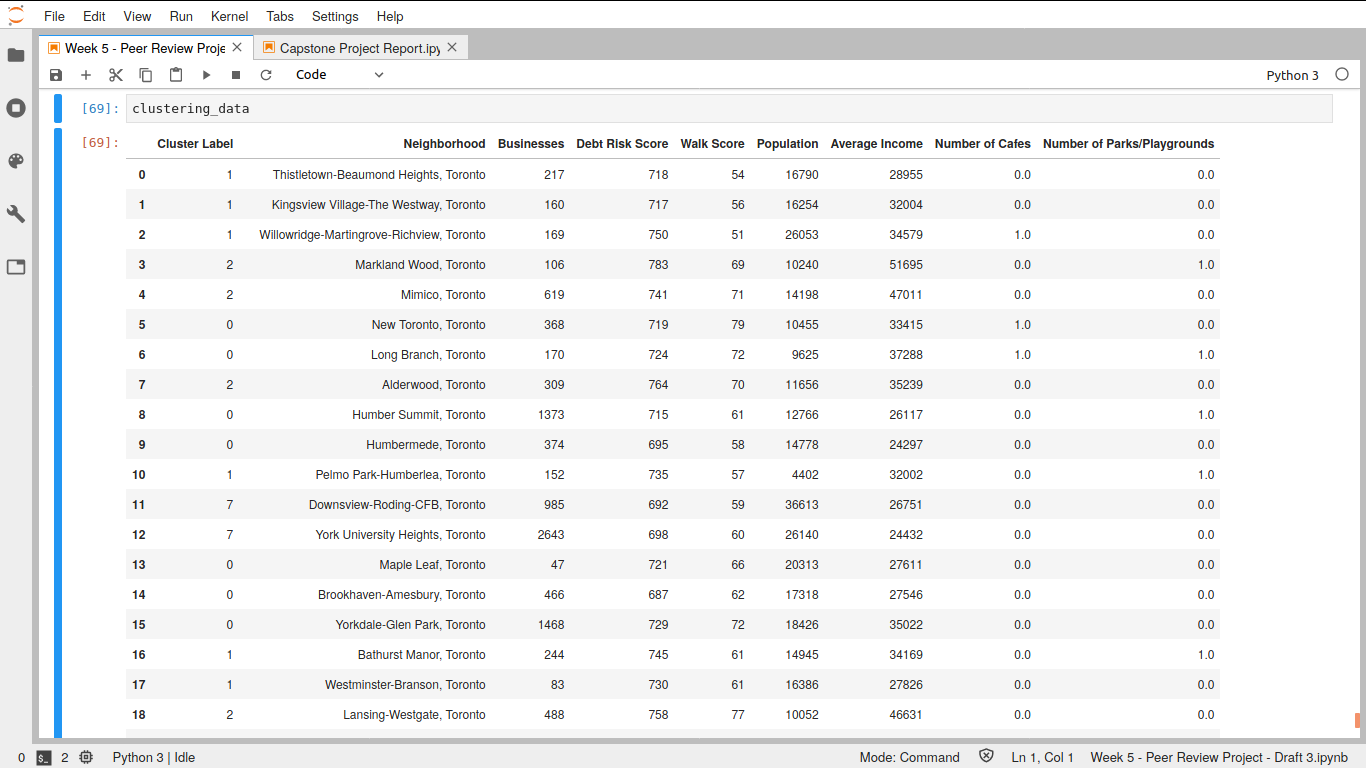 File Edit View Run Kernel Tabs Settings Help
Week 5 - Peer Review Proje Capstone Project Report.ipy
Code Python 3
[69]: clustering_data
[69]: Cluster Label Neighborhood Businesses Debt Risk Score Walk Score Population Average Income Number of Cafes Number of Parks/Playgrounds
0 1 Thistletown-Beaumond Heights, Toronto 217 718 54 16790 28955 0.0 0.0
1 1 Kingsview Village-The Westway, Toronto 160 717 56 16254 32004 0.0 0.0
2 1 Willowridge-Martingrove-Richview, Toronto 169 750 51 26053 34579 1.0 0.0
3 2 Markland Wood, Toronto 106 783 69 10240 51695 0.0 1.0
4 2 Mimico, Toronto 619 741 71 14198 47011 0.0 0.0
5 0 New Toronto, Toronto 368 719 79 10455 33415 1.0 0.0
6 0 Long Branch, Toronto 170 724 72 9625 37288 1.0 1.0
7 2 Alderwood, Toronto 309 764 70 11656 35239 0.0 0.0
8 0 Humber Summit, Toronto 1373 715 61 12766 26117 0.0 1.0
9 0 Humbermede, Toronto 374 695 58 14778 24297 0.0 0.0
10 1 Pelmo Park-Humberlea, Toronto 152 735 57 4402 32002 0.0 1.0
11 7 Downsview-Roding-CFB, Toronto 985 692 59 36613 26751 0.0 0.0
12 7 York University Heights, Toronto 2643 698 60 26140 24432 0.0 0.0
13 0 Maple Leaf, Toronto 47 721 66 20313 27611 0.0 0.0
14 0 Brookhaven-Amesbury, Toronto 466 687 62 17318 27546 0.0 0.0
15 0 Yorkdale-Glen Park, Toronto 1468 729 72 18426 35022 0.0 0.0
16 1 Bathurst Manor, Toronto 244 745 61 14945 34169 0.0 1.0
17 1 Westminster-Branson, Toronto 83 730 61 16386 27826 0.0 0.0
18 2 Lansing-Westgate, Toronto 488 758 77 10052 46631 0.0 0.0
0 $_ 2 Python 3 | Idle Mode: Command Ln 1, Col 1 Week 5 - Peer Review Project - Draft 3.ipynb